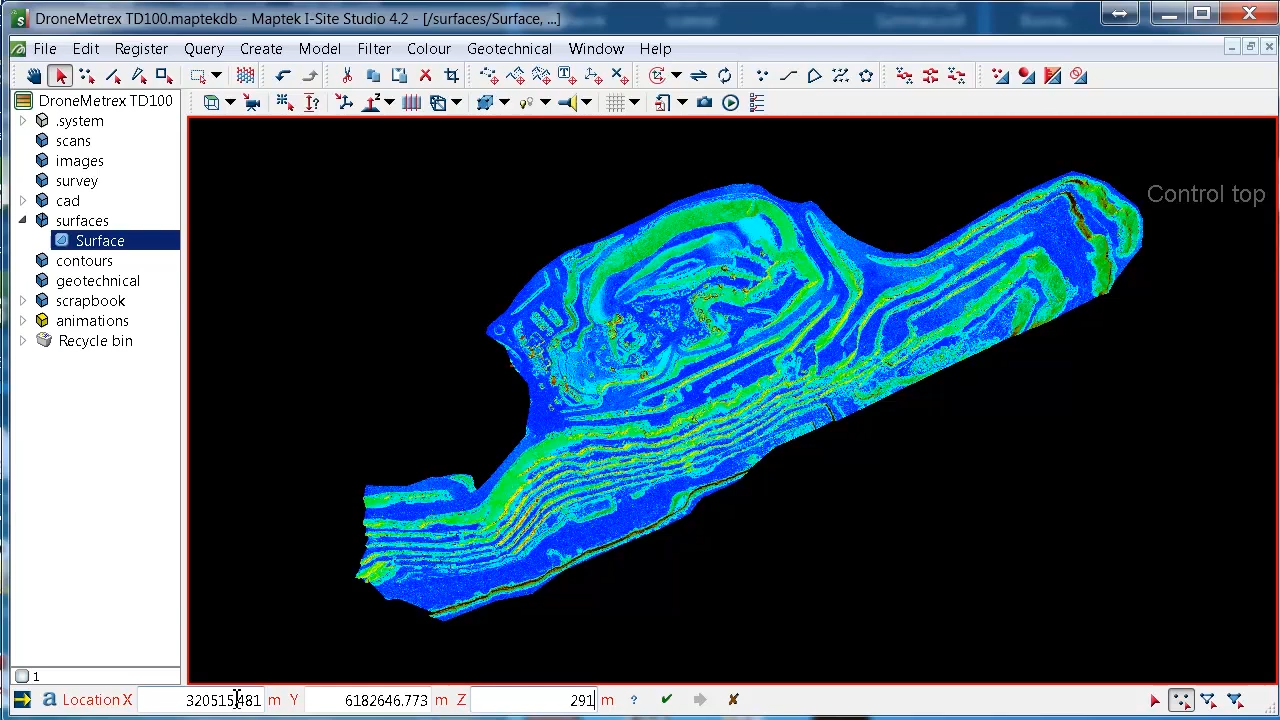 DroneMetrex TD100.maptekdb - Maptek I-Site Studio 4.2 - [/surfaces/Surface, ...]
File Edit Register Query Create Model Filter Colour Geotechnical Window Help
DroneMetrex TD100
.system
scans
images
survey
cad
surfaces
Surface
contours
geotechnical
scrapbook
animations
Recycle bin
Control top
1
a Location X 320515.481 m Y 6182646.773 m Z 291 m ?